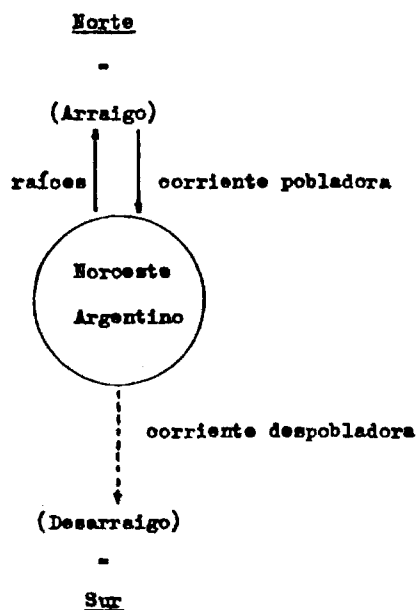 Norte
=
(Arraigo)
raíces
corriente pobladora
Noroeste
Argentino
corriente despobladora
(Desarraigo)
=
Sur